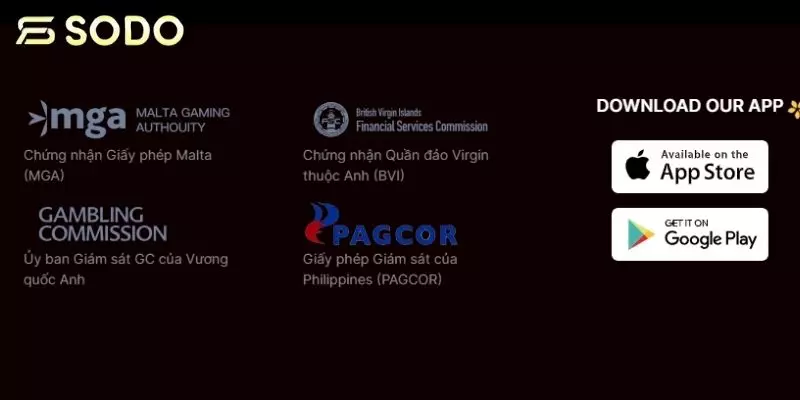 SODO
mga MALTA GAMING
AUTHOUITY
Chứng nhận Giấy phép Malta
(MGA)
British Virgin Islands
Financial Services Commission
Chứng nhận Quần đảo Virgin
thuộc Anh (BVI)
GAMBLING
COMMISSION
Ủy ban Giám sát GC của Vương
quốc Anh
PAGCOR
Giấy phép Giám sát của
Philippines (PAGCOR)
DOWNLOAD OUR APP
Available on the
App Store
GET IT ON
Google Play